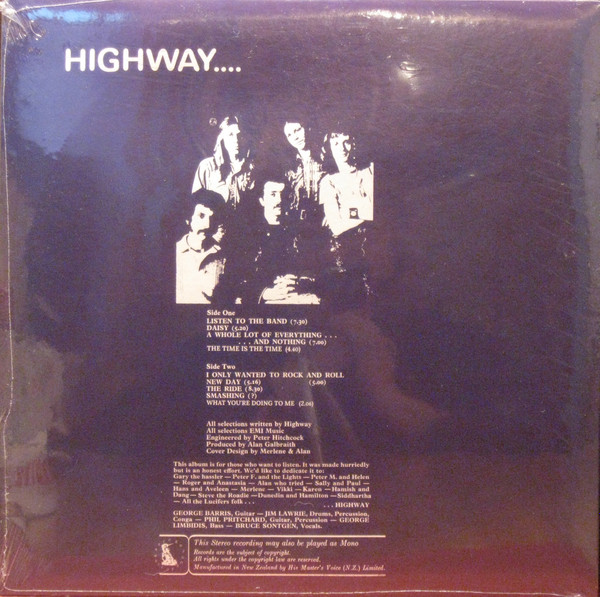 HIGHWAY....
Side One
LISTEN TO THE BAND (7.30)
DAISY (5.20)
A WHOLE LOT OF EVERYTHING . . .
. . . AND NOTHING (7.00)
THE TIME IS THE TIME (4.40)
Side Two
I ONLY WANTED TO ROCK AND ROLL
NEW DAY (5.16) (5.00)
THE RIDE (8.30)
SMASHING (?)
WHAT YOU'RE DOING TO ME (2.00)
All selections written by Highway
All selections EMI Music
Engineered by Peter Hitchcock
Produced by Alan Galbraith
Cover Design by Merlene & Alan
This album is for those who want to listen. It was made hurriedly
but is an honest effort. We'd like to dedicate it to:
Gary the hassler — Peter F. and the Lights — Peter M. and Helen
— Roger and Anastasia — Alan who tried — Sally and Paul —
Hans and Aveleen — Merlene — Vikki — Karen — Hamish and
Dang — Steve the Roadie — Dunedin and Hamilton — Siddhartha
— All the Lucifers folk . . .
. . . HIGHWAY
GEORGE BARRIS, Guitar — JIM LAWRIE, Drums, Percussion,
Conga — PHIL PRITCHARD, Guitar, Percussion — GEORGE
LIMBIDIS, Bass — BRUCE SONTGEN, Vocals.
This Stereo recording may also be played as Mono
Records are the subject of copyright.
All rights under the copyright law are reserved.
Manufactured in New Zealand by His Master's Voice (N.Z.) Limited.